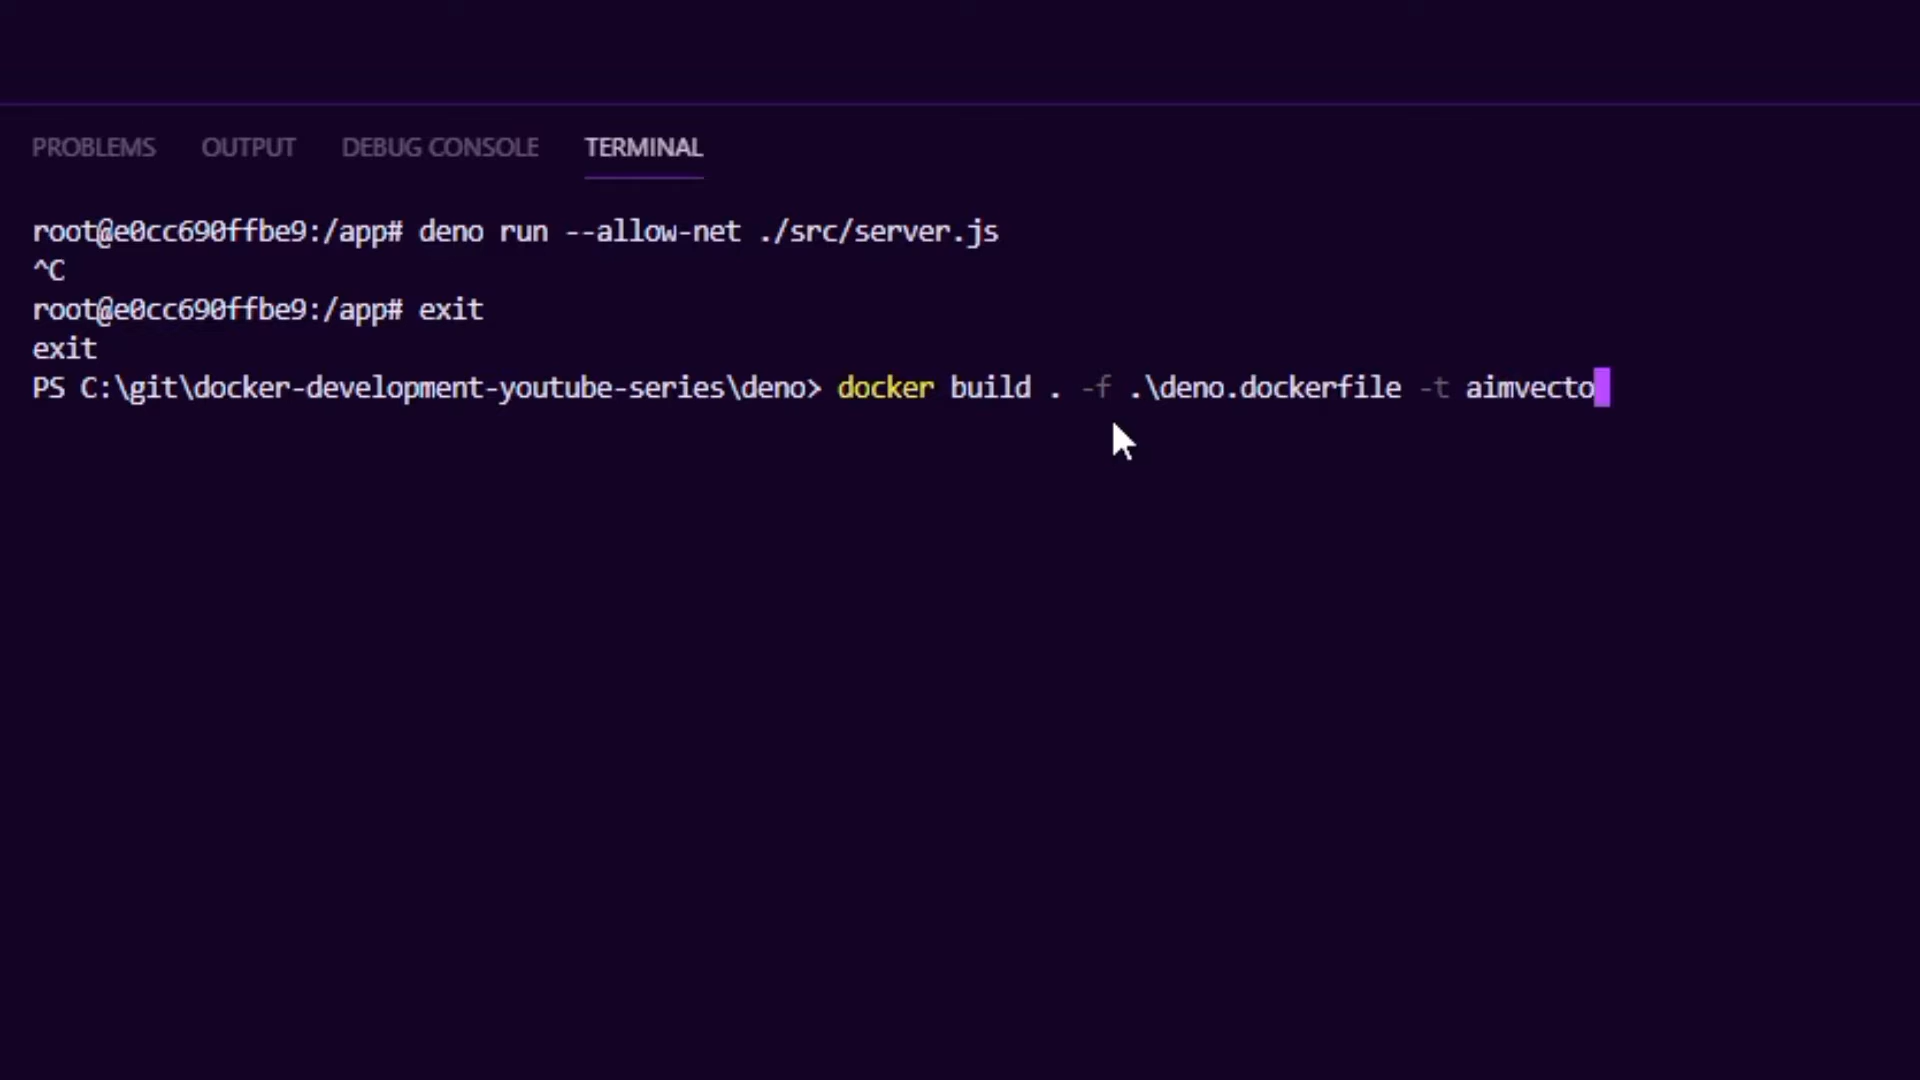 PROBLEMS OUTPUT DEBUG CONSOLE TERMINAL
root@e0cc690ffbe9:/app# deno run --allow-net ./src/server.js
^C
root@e0cc690ffbe9:/app# exit
exit
PS C:\git\docker-development-youtube-series\deno> docker build . -f .\deno.dockerfile -t aimvecto